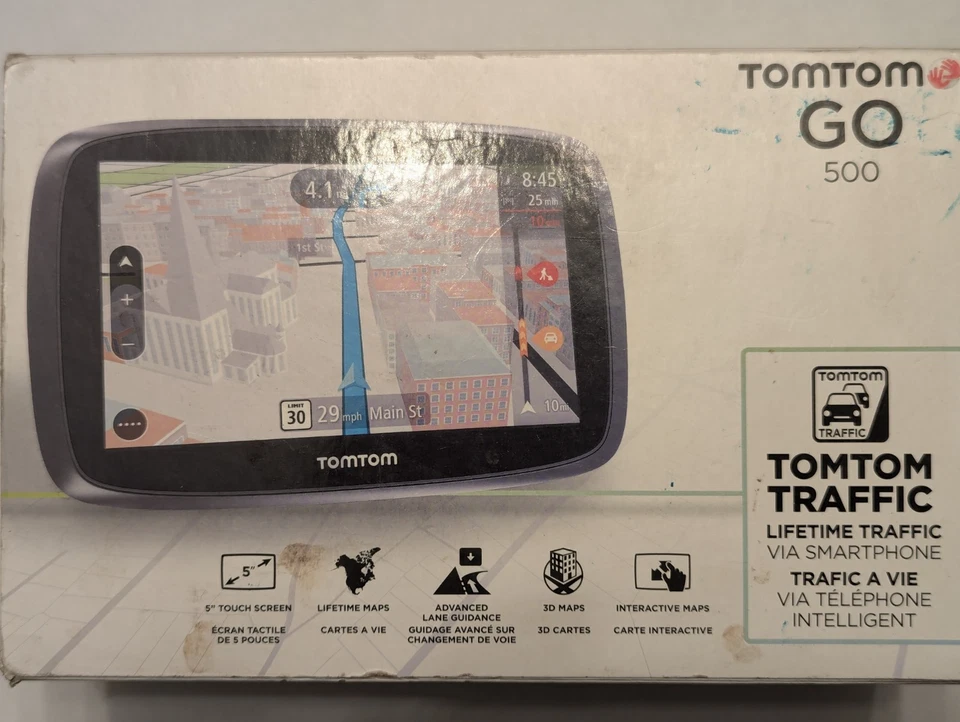 TOMTOM
GO
500
4.1
8:45
25 min
1st St
LIMIT
30
29 mph Main St
10
TOMTOM
TOMTOM
TRAFFIC
TOMTOM
TRAFFIC
LIFETIME TRAFFIC
VIA SMARTPHONE
TRAFIC A VIE
VIA TÉLÉPHONE
INTELLIGENT
5"
5" TOUCH SCREEN
ÉCRAN TACTILE
DE 5 POUCES
LIFETIME MAPS
CARTES A VIE
ADVANCED
LANE GUIDANCE
GUIDAGE AVANCÉ SUR
CHANGEMENT DE VOIE
3D MAPS
3D CARTES
INTERACTIVE MAPS
CARTE INTERACTIVE